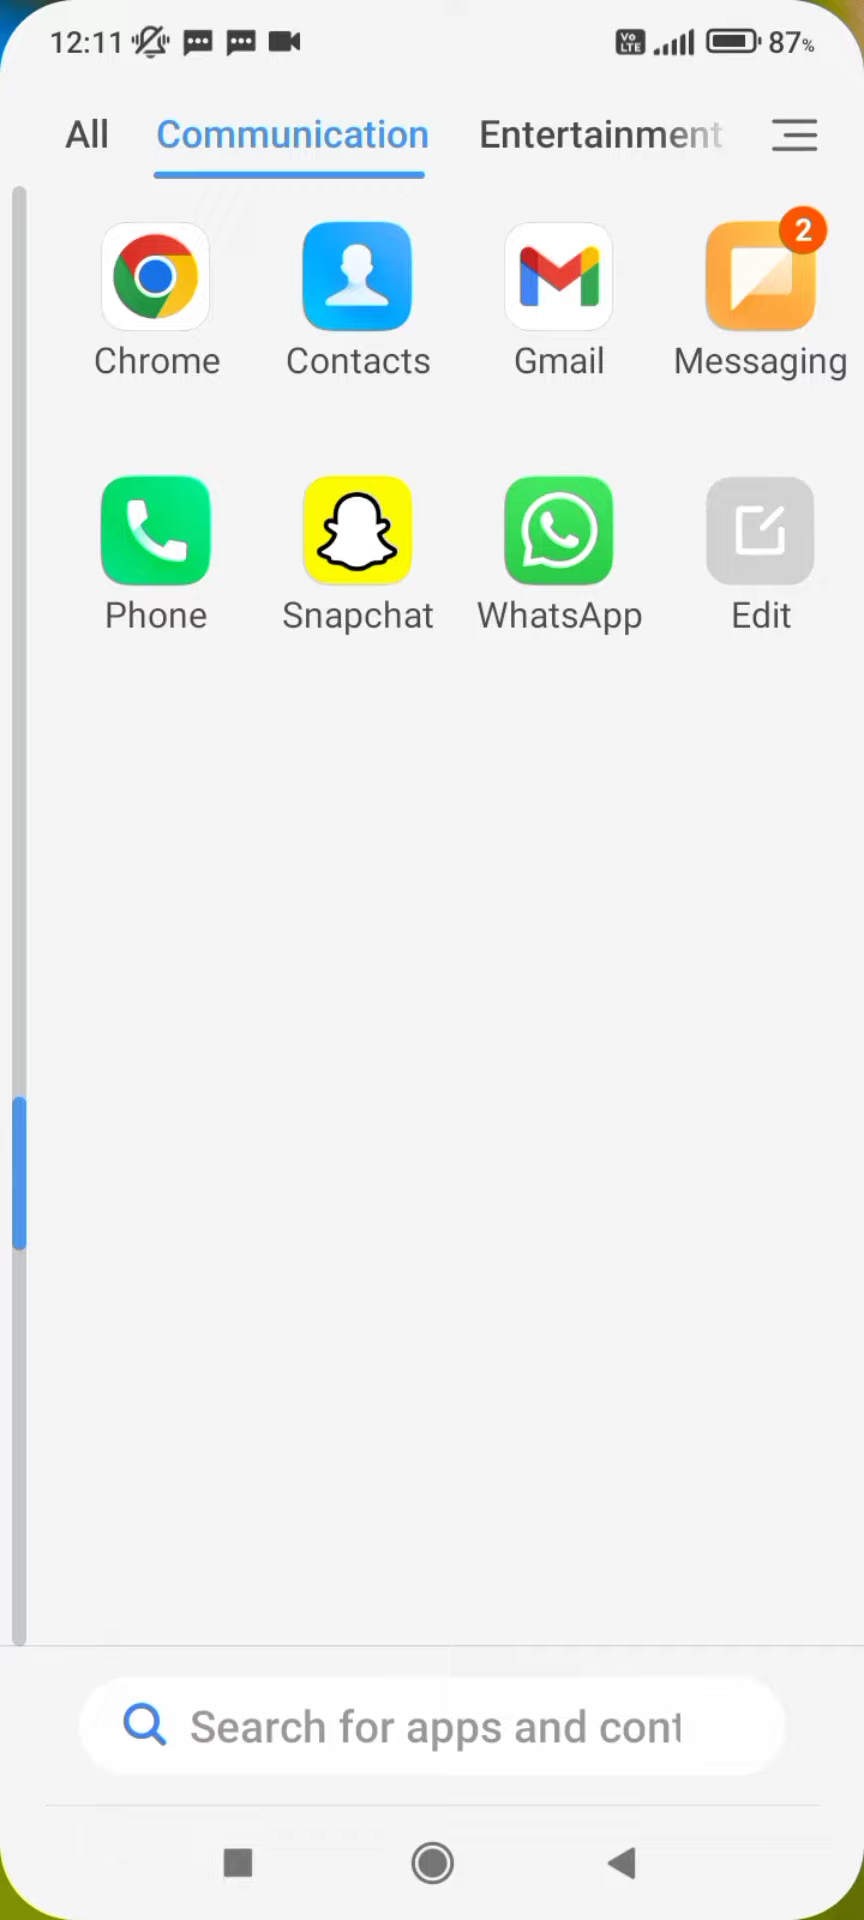 12:11 VoLTE 87%
All Communication Entertainment
2
Chrome Contacts Gmail Messaging
Phone Snapchat WhatsApp Edit
Search for apps and cont